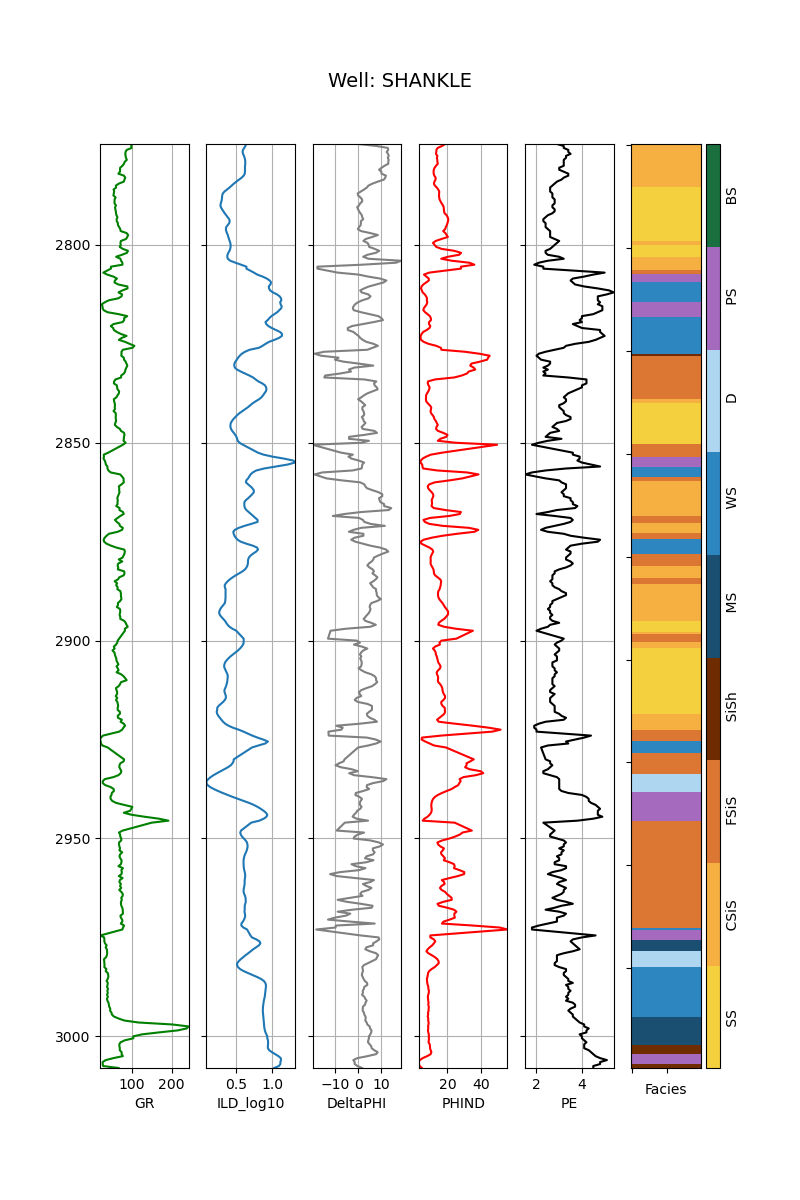 Well: SHANKLE
2800
2850
2900
2950
3000
100 200
0.5 1.0
−10 0 10
20 40
2 4
GR
ILD_log10
DeltaPHI
PHIND
PE
Facies
BS
PS
D
WS
MS
SiSh
FSiS
CSiS
SS